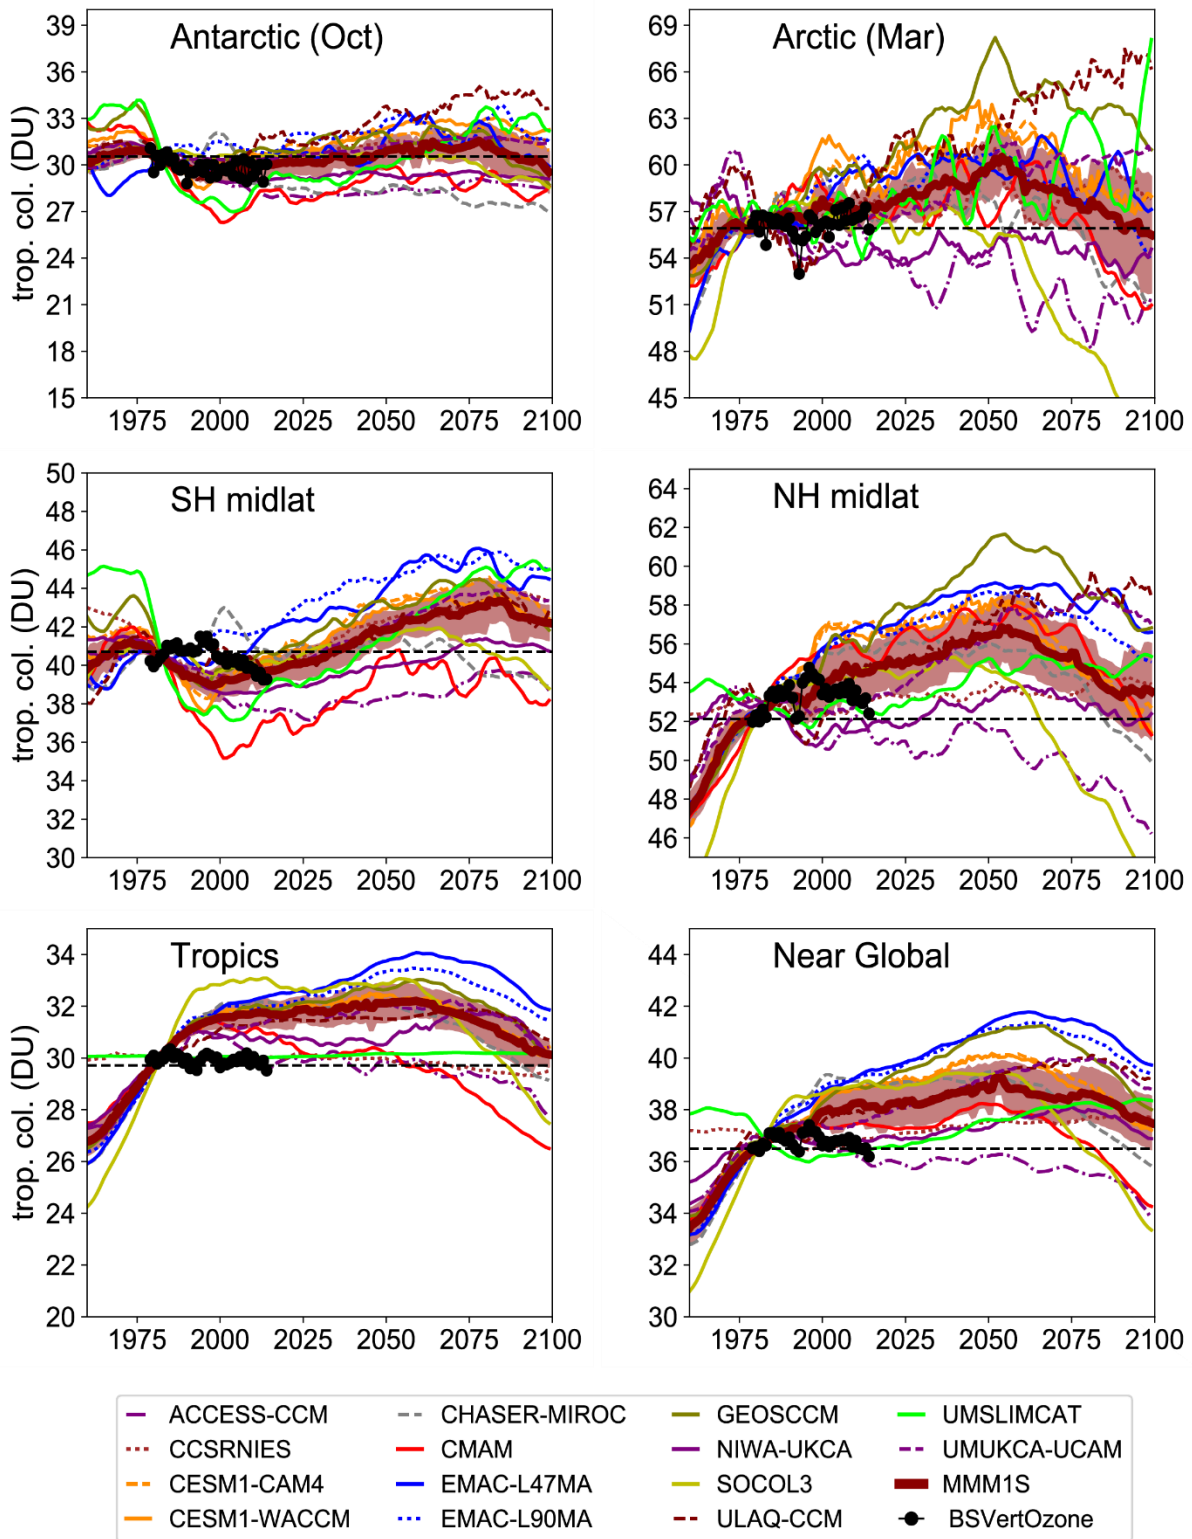 Antarctic (Oct)
trop. col. (DU)
39
36
33
30
27
24
21
18
15
1975 2000 2025 2050 2075 2100
Arctic (Mar)
69
66
63
60
57
54
51
48
45
1975 2000 2025 2050 2075 2100
SH midlat
trop. col. (DU)
50
48
46
44
42
40
38
36
34
32
30
1975 2000 2025 2050 2075 2100
NH midlat
64
62
60
58
56
54
52
50
48
46
1975 2000 2025 2050 2075 2100
Tropics
trop. col. (DU)
34
32
30
28
26
24
22
20
1975 2000 2025 2050 2075 2100
Near Global
44
42
40
38
36
34
32
30
1975 2000 2025 2050 2075 2100
ACCESS-CCM CHASER-MIROC GEOSCCM UMSLIMCAT
CCSRNIES CMAM NIWA-UKCA UMUKCA-UCAM
CESM1-CAM4 EMAC-L47MA SOCOL3 MMM1S
CESM1-WACCM EMAC-L90MA ULAQ-CCM BSVertOzone